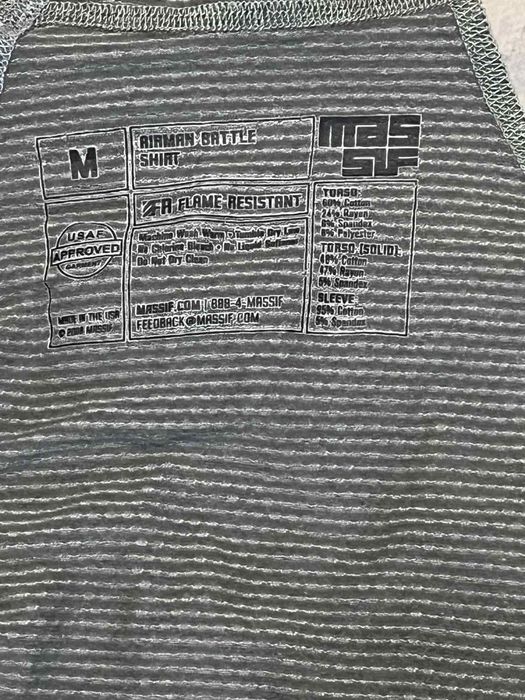 M
AIRMAN BATTLE
SHIRT
MASSIF
FR FLAME-RESISTANT
USAF
APPROVED
GARMENT
MADE IN THE USA
© 2008 MASSIF
Machine Wash Warm • Tumble Dry Low
No Chlorine Bleach • No Liquid Softener
Do Not Dry Clean
MASSIF.COM | 888-4-MASSIF
FEEDBACK@MASSIF.COM
TORSO:
60% Cotton
24% Rayon
8% Spandex
8% Polyester
TORSO (SOLID):
48% Cotton
47% Rayon
5% Spandex
SLEEVE:
95% Cotton
5% Spandex